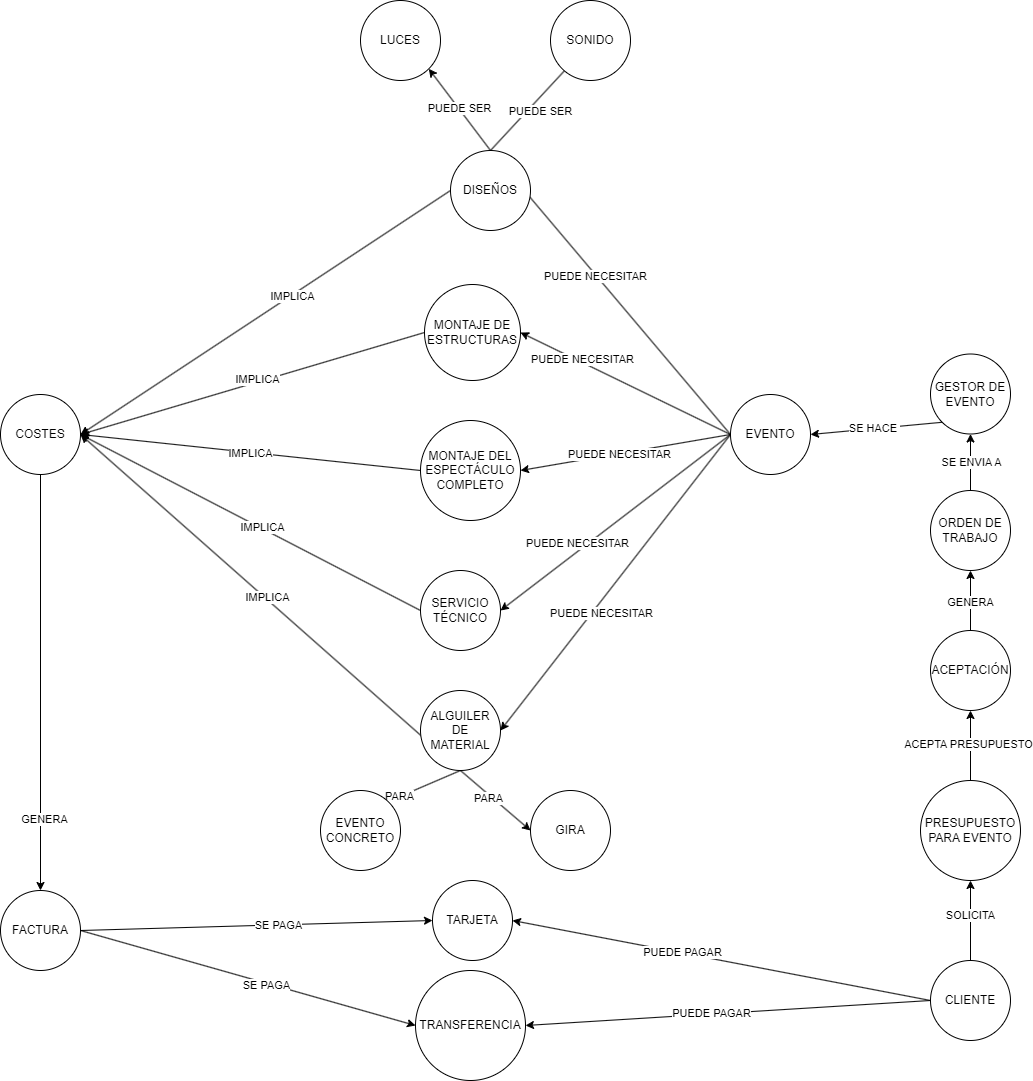 LUCES
SONIDO
PUEDE SER
PUEDE SER
DISEÑOS
PUEDE NECESITAR
IMPLICA
MONTAJE DE
ESTRUCTURAS
PUEDE NECESITAR
IMPLICA
GESTOR DE
EVENTO
COSTES
EVENTO
SE HACE
IMPLICA
MONTAJE DEL
ESPECTÁCULO
COMPLETO
PUEDE NECESITAR
SE ENVIA A
IMPLICA
ORDEN DE
TRABAJO
PUEDE NECESITAR
IMPLICA
SERVICIO
TÉCNICO
PUEDE NECESITAR
GENERA
ACEPTACIÓN
ALGUILER
DE
MATERIAL
ACEPTA PRESUPUESTO
PARA
PARA
GENERA
EVENTO
CONCRETO
GIRA
PRESUPUESTO
PARA EVENTO
FACTURA
SE PAGA
TARJETA
SOLICITA
PUEDE PAGAR
SE PAGA
CLIENTE
TRANSFERENCIA
PUEDE PAGAR